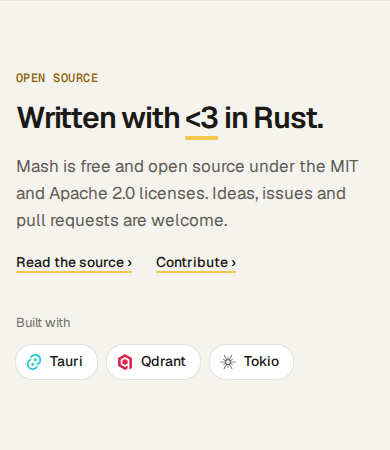 OPEN SOURCE
Written with <3 in Rust.
Mash is free and open source under the MIT
and Apache 2.0 licenses. Ideas, issues and
pull requests are welcome.
Read the source › Contribute ›
Built with
Tauri Qdrant Tokio